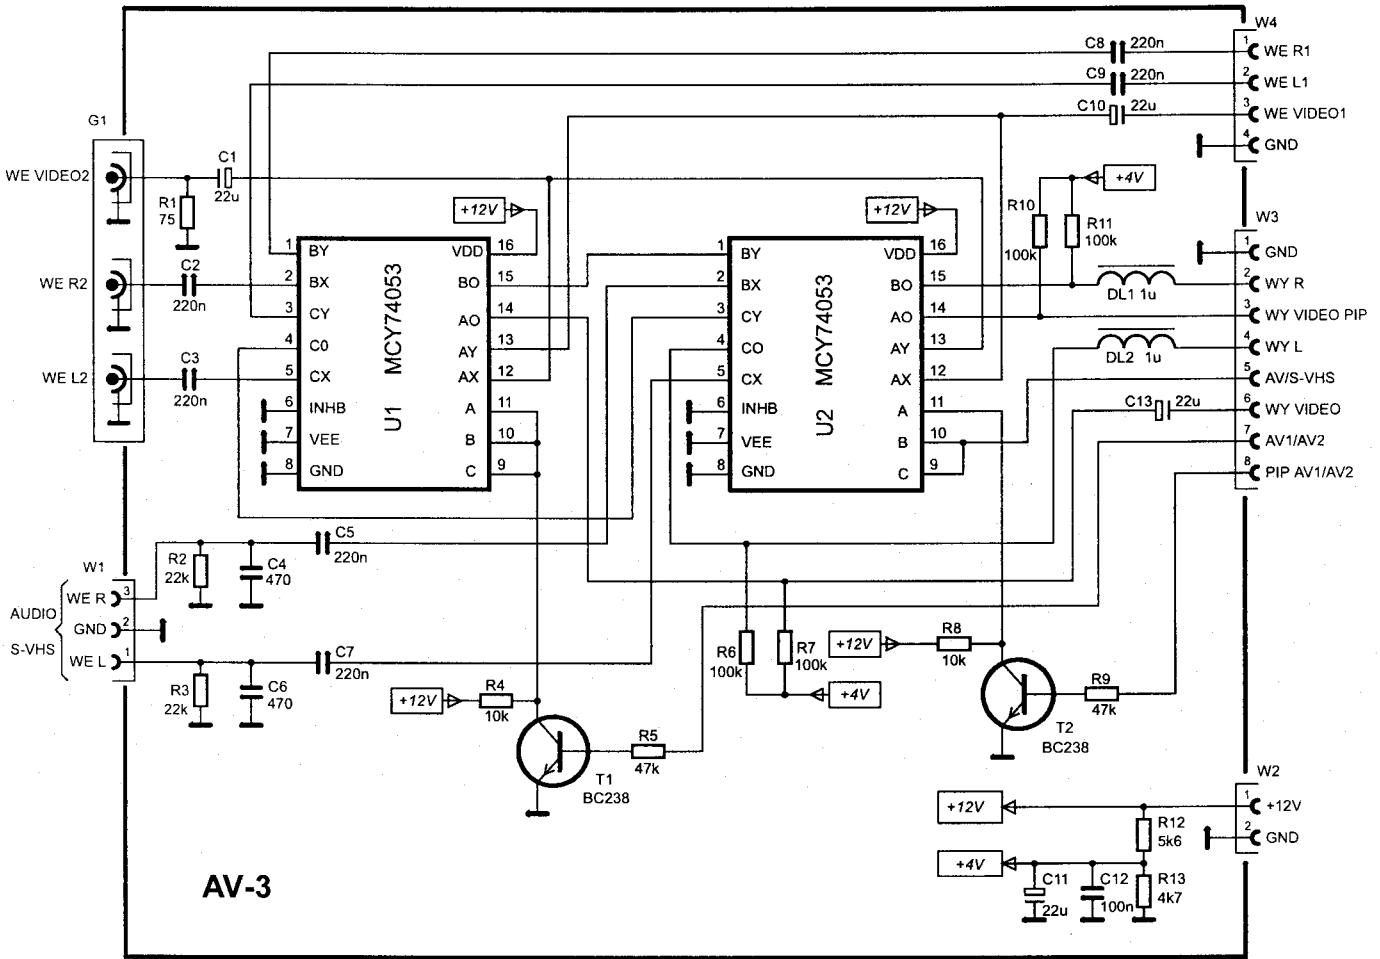 W4
C8 220n
1 WE R1
C9 220n
2 WE L1
C10 22u
3 WE VIDEO1
4 GND
G1
WE VIDEO2
C1
22u
R1
75
WE R2
C2
220n
WE L2
C3
220n
+12V
1 BY VDD 16
2 BX BO 15
3 CY AO 14
4 C0 AY 13
5 CX AX 12
6 INHB A 11
7 VEE B 10
8 GND C 9
MCY74053
U1
+12V
1 BY VDD 16
2 BX BO 15
3 CY AO 14
4 CO AY 13
5 CX AX 12
6 INHB A 11
7 VEE B 10
8 GND C 9
MCY74053
U2
+4V
R10
100k
R11
100k
W3
1 GND
DL1 1u
2 WY R
3 WY VIDEO PIP
DL2 1u
4 WY L
5 AV/S-VHS
C13 22u
6 WY VIDEO
7 AV1/AV2
8 PIP AV1/AV2
W1
AUDIO
S-VHS
WE R 3
GND 2
WE L 1
R2
22k
C4
470
C5
220n
R3
22k
C6
470
C7
220n
+12V
R4
10k
T1
BC238
R5
47k
R6
100k
R7
100k
+4V
+12V
R8
10k
T2
BC238
R9
47k
W2
+12V
1 +12V
2 GND
R12
5k6
+4V
C11
22u
C12
100n
R13
4k7
AV-3